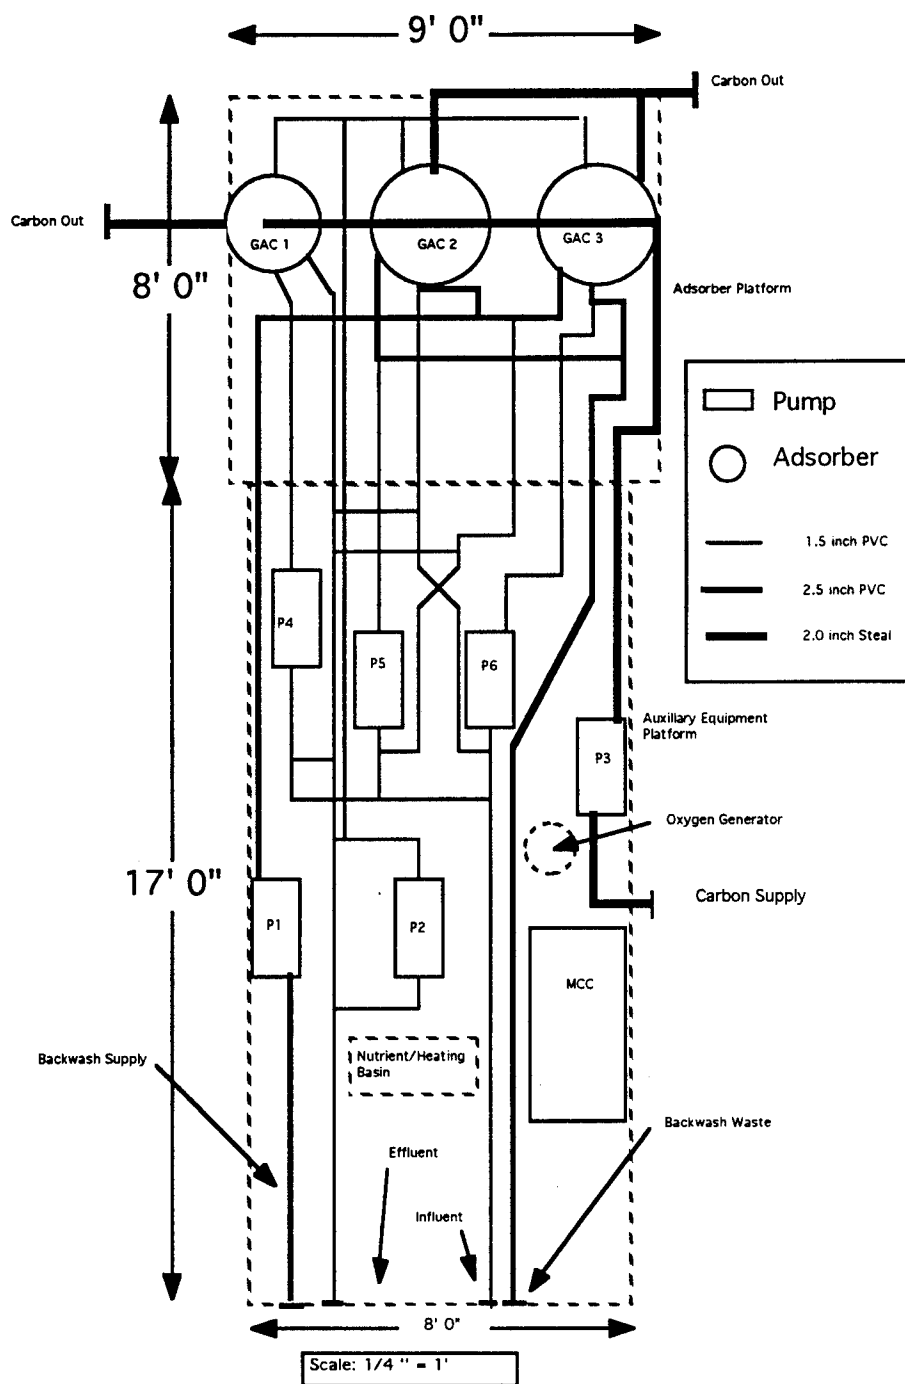 9' 0"
Carbon Out
Carbon Out
GAC 1
GAC 2
GAC 3
8' 0"
Adsorber Platform
Pump
Adsorber
1.5 inch PVC
2.5 inch PVC
2.0 inch Steal
P4
P5
P6
Auxiliary Equipment
Platform
P3
Oxygen Generator
17' 0"
Carbon Supply
P1
P2
MCC
Nutrient/Heating
Basin
Backwash Supply
Backwash Waste
Effluent
Influent
8' 0"
Scale: 1/4 " = 1'